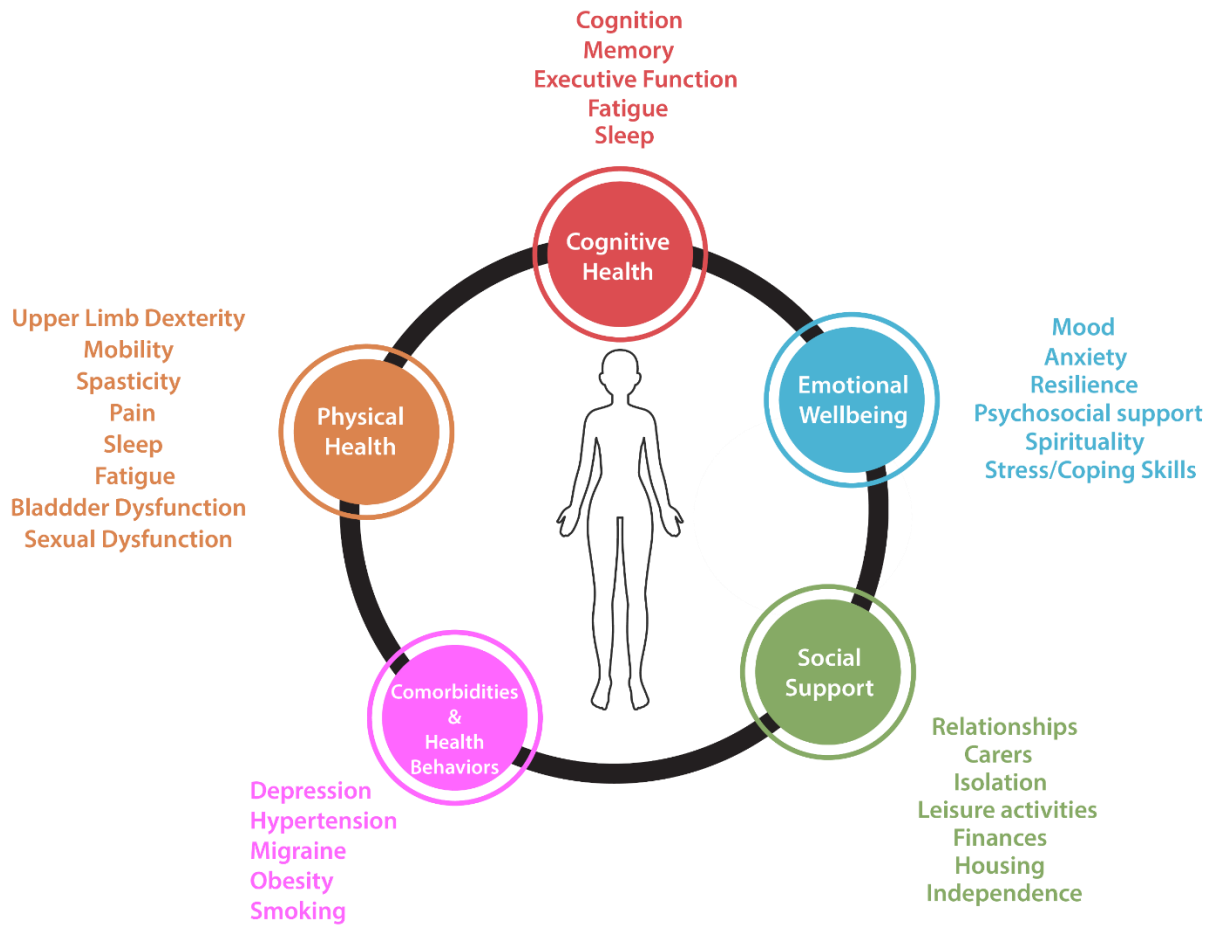 Cognition
Memory
Executive Function
Fatigue
Sleep
Cognitive
Health
Upper Limb Dexterity
Mobility
Spasticity
Pain
Sleep
Fatigue
Bladdder Dysfunction
Sexual Dysfunction
Physical
Health
Emotional
Wellbeing
Mood
Anxiety
Resilience
Psychosocial support
Spirituality
Stress/Coping Skills
Comorbidities
&
Health
Behaviors
Depression
Hypertension
Migraine
Obesity
Smoking
Social
Support
Relationships
Carers
Isolation
Leisure activities
Finances
Housing
Independence